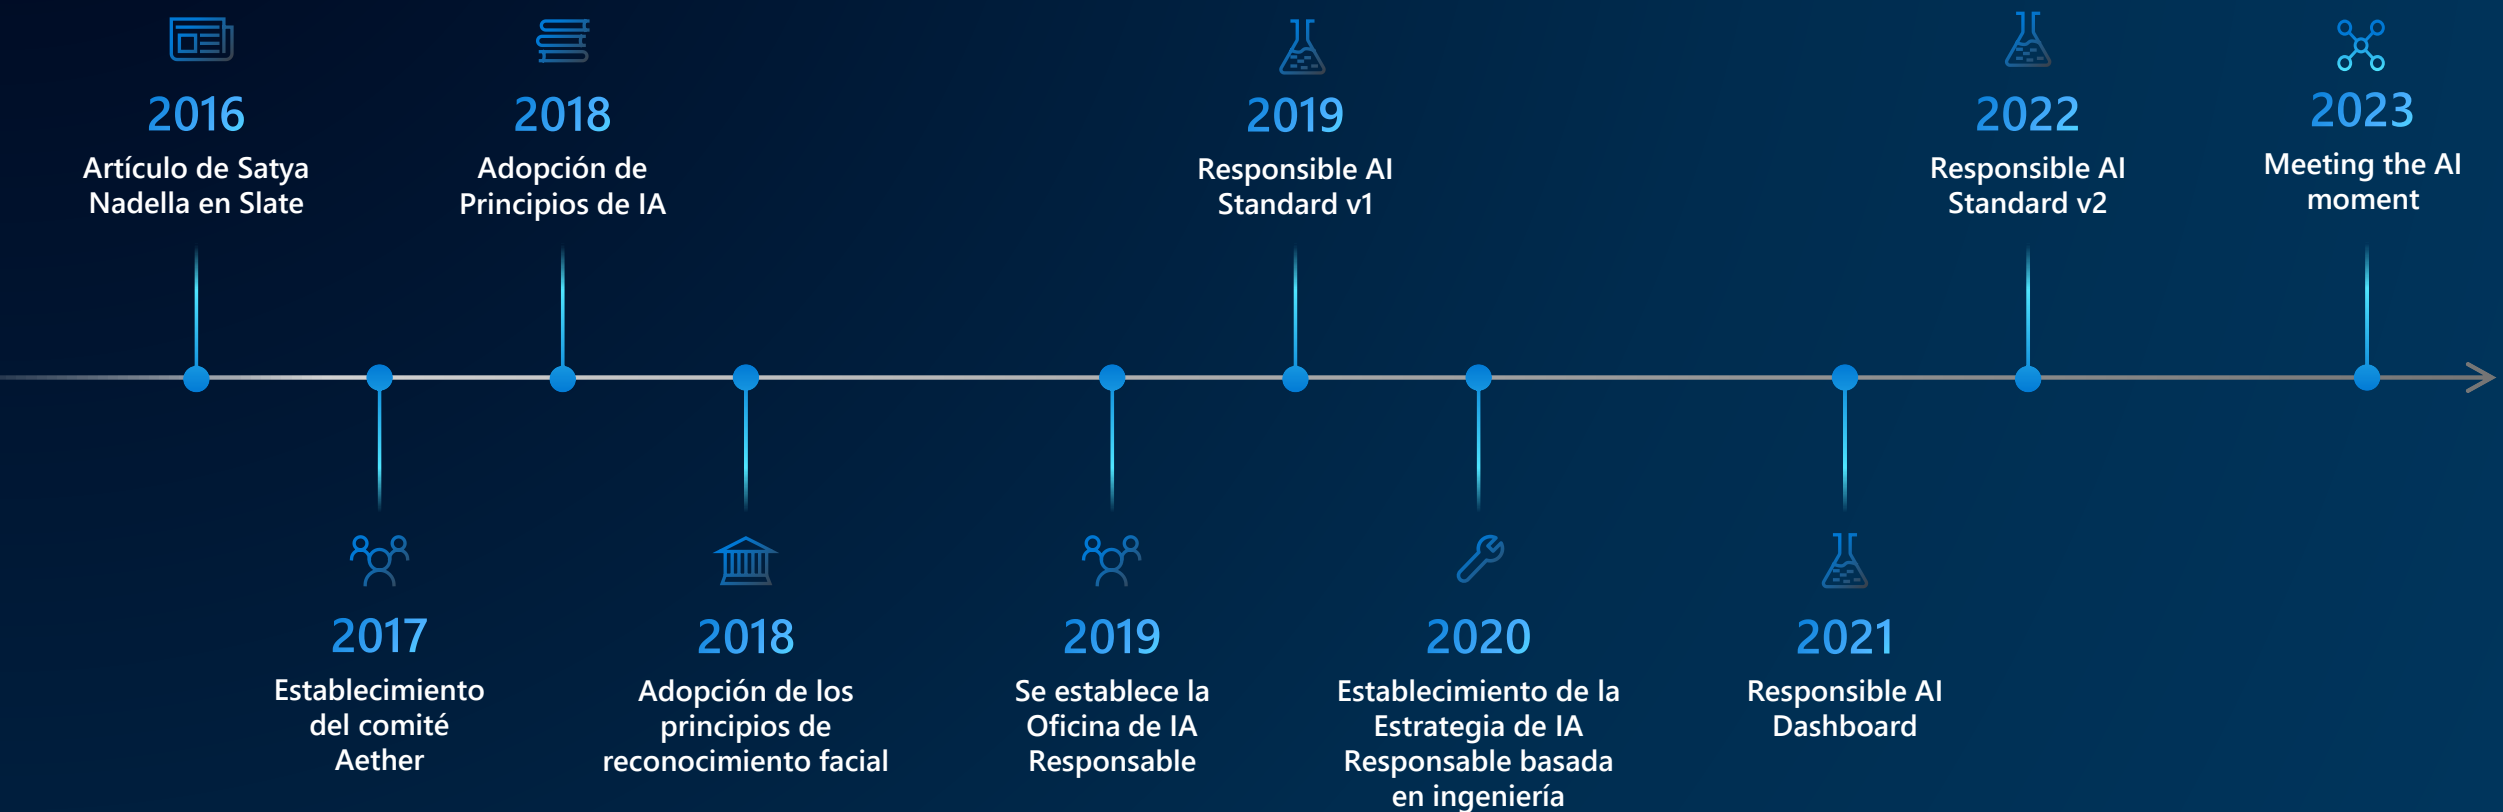 2016
Artículo de Satya
Nadella en Slate
2018
Adopción de
Principios de IA
2019
Responsible AI
Standard v1
2022
Responsible AI
Standard v2
2023
Meeting the AI
moment
2017
Establecimiento
del comité
Aether
2018
Adopción de los
principios de
reconocimiento facial
2019
Se establece la
Oficina de IA
Responsable
2020
Establecimiento de la
Estrategia de IA
Responsable basada
en ingeniería
2021
Responsible AI
Dashboard